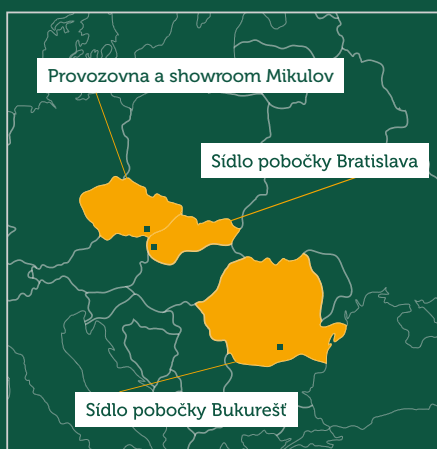 Provozovna a showroom Mikulov
Sídlo pobočky Bratislava
Sídlo pobočky Bukurešť